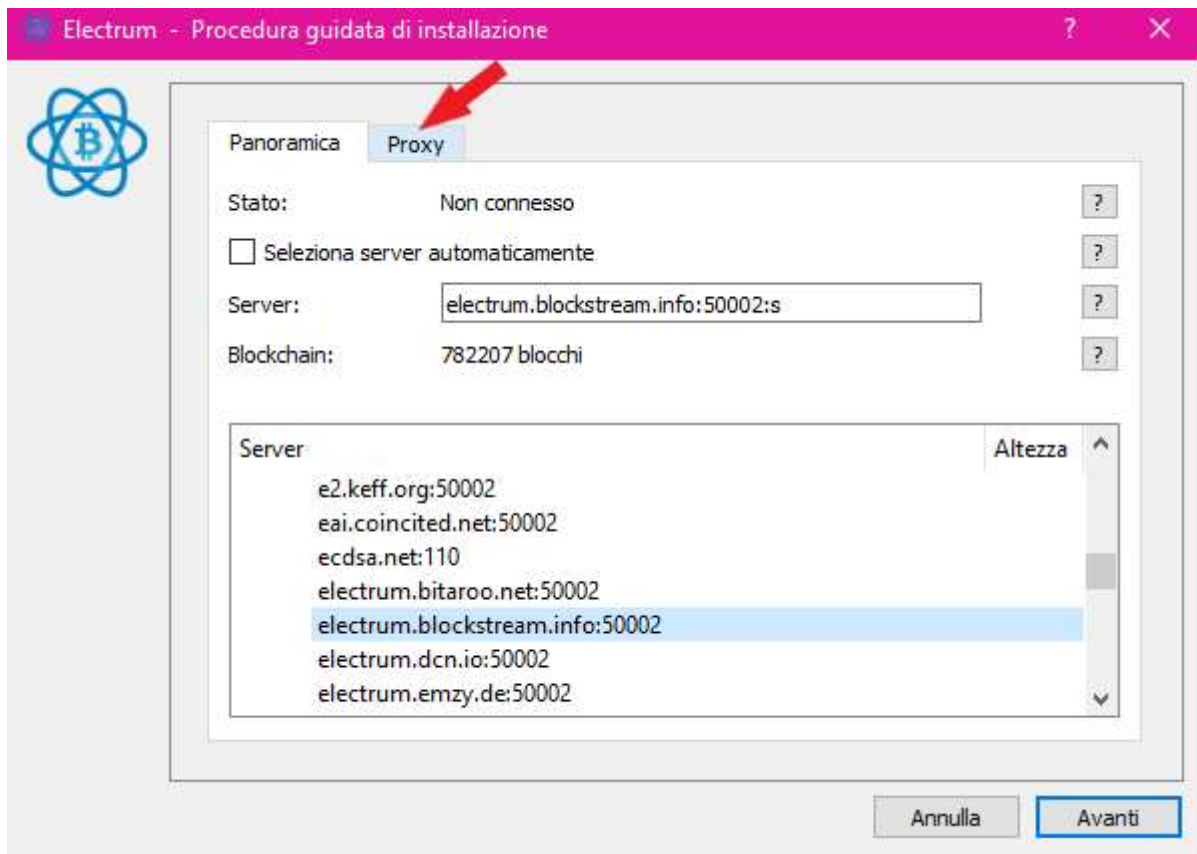 Electrum - Procedura guidata di installazione ? ×
Panoramica Proxy
Stato: Non connesso ?
Seleziona server automaticamente ?
Server: electrum.blockstream.info:50002:s ?
Blockchain: 782207 blocchi ?
Server Altezza
e2.keff.org:50002
eai.coincited.net:50002
ecdsa.net:110
electrum.bitaroo.net:50002
electrum.blockstream.info:50002
electrum.dcn.io:50002
electrum.emzy.de:50002
Annulla Avanti